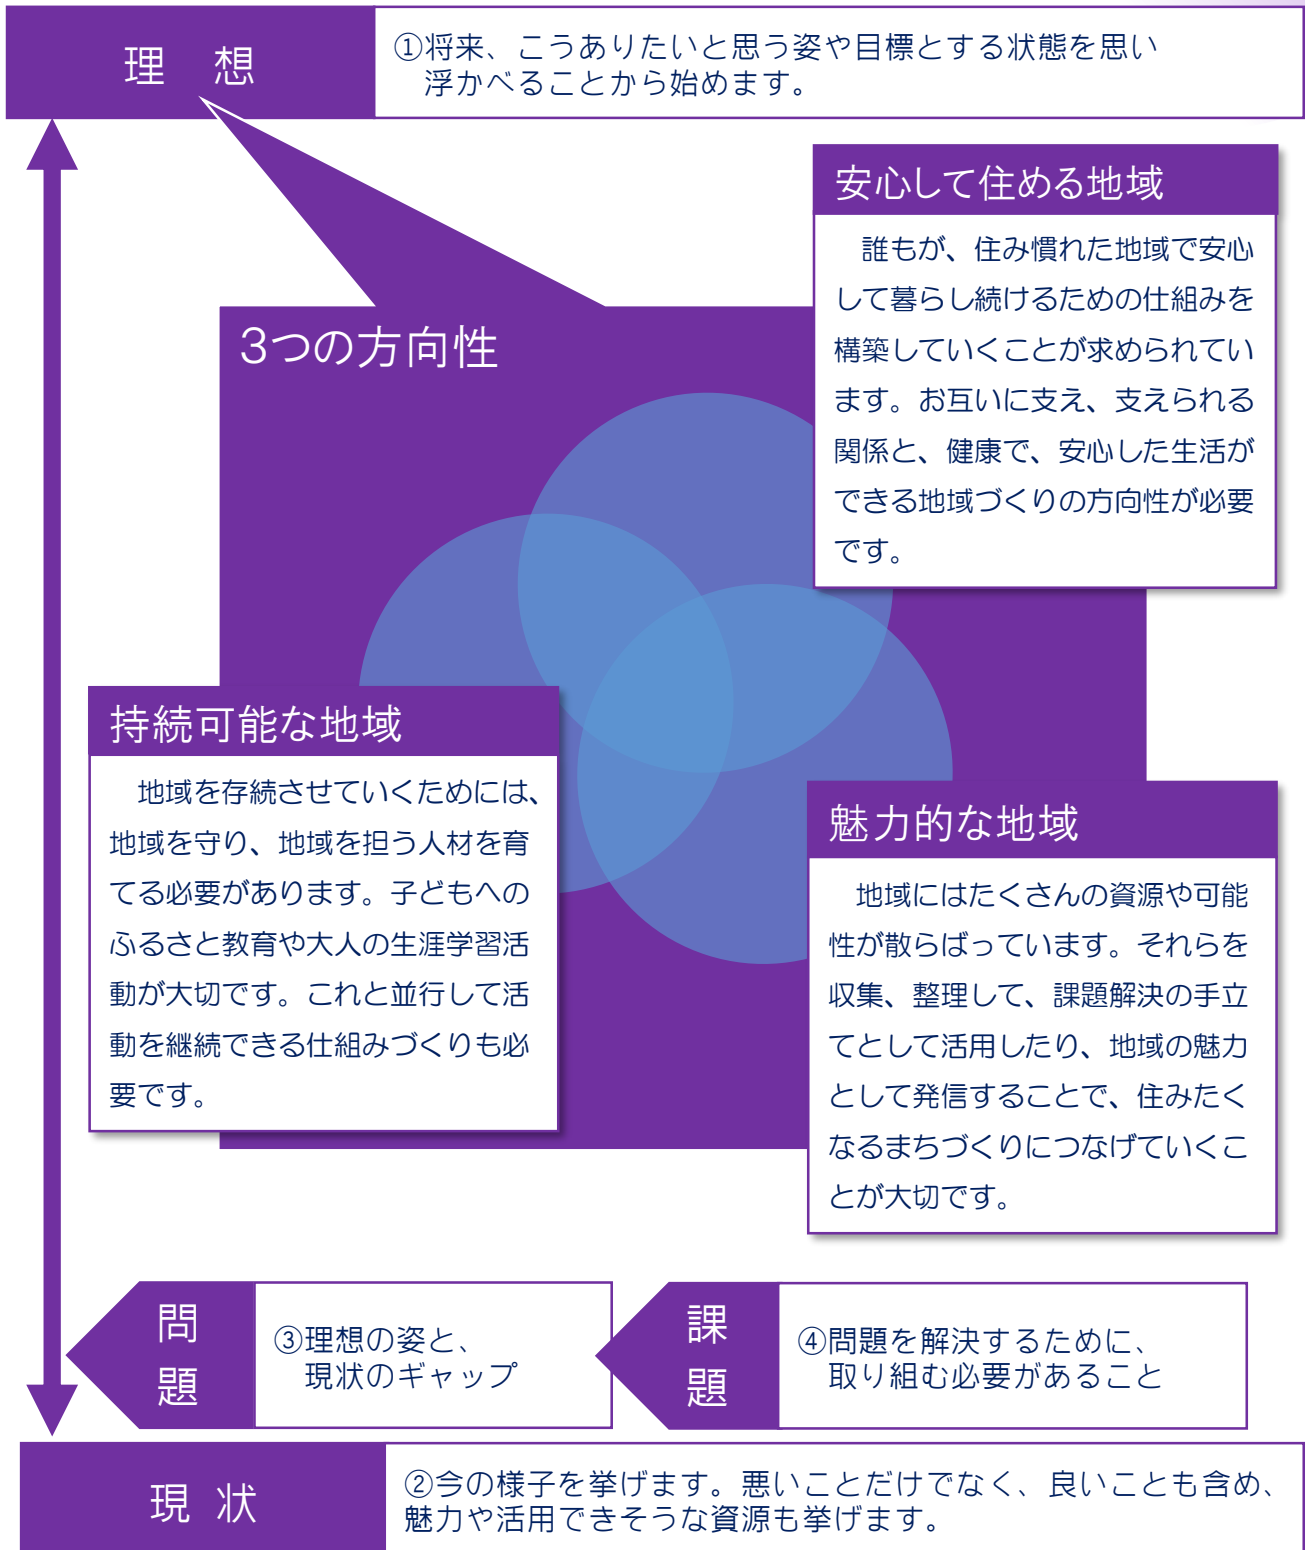 理 想
①将来、こうありたいと思う姿や目標とする状態を思い
浮かべることから始めます。
3つの方向性
安心して住める地域
誰もが、住み慣れた地域で安心
して暮らし続けるための仕組みを
構築していくことが求められてい
ます。お互いに支え、支えられる
関係と、健康で、安心した生活が
できる地域づくりの方向性が必要
です。
持続可能な地域
地域を存続させていくためには、
地域を守り、地域を担う人材を育
てる必要があります。子どもへの
ふるさと教育や大人の生涯学習活
動が大切です。これと並行して活
動を継続できる仕組みづくりも必
要です。
魅力的な地域
地域にはたくさんの資源や可能
性が散らばっています。それらを
収集、整理して、課題解決の手立
てとして活用したり、地域の魅力
として発信することで、住みたく
なるまちづくりにつなげていくこ
とが大切です。
問題
③理想の姿と、
現状のギャップ
課題
④問題を解決するために、
取り組む必要があること
現 状
②今の様子を挙げます。悪いことだけでなく、良いことも含め、
魅力や活用できそうな資源も挙げます。